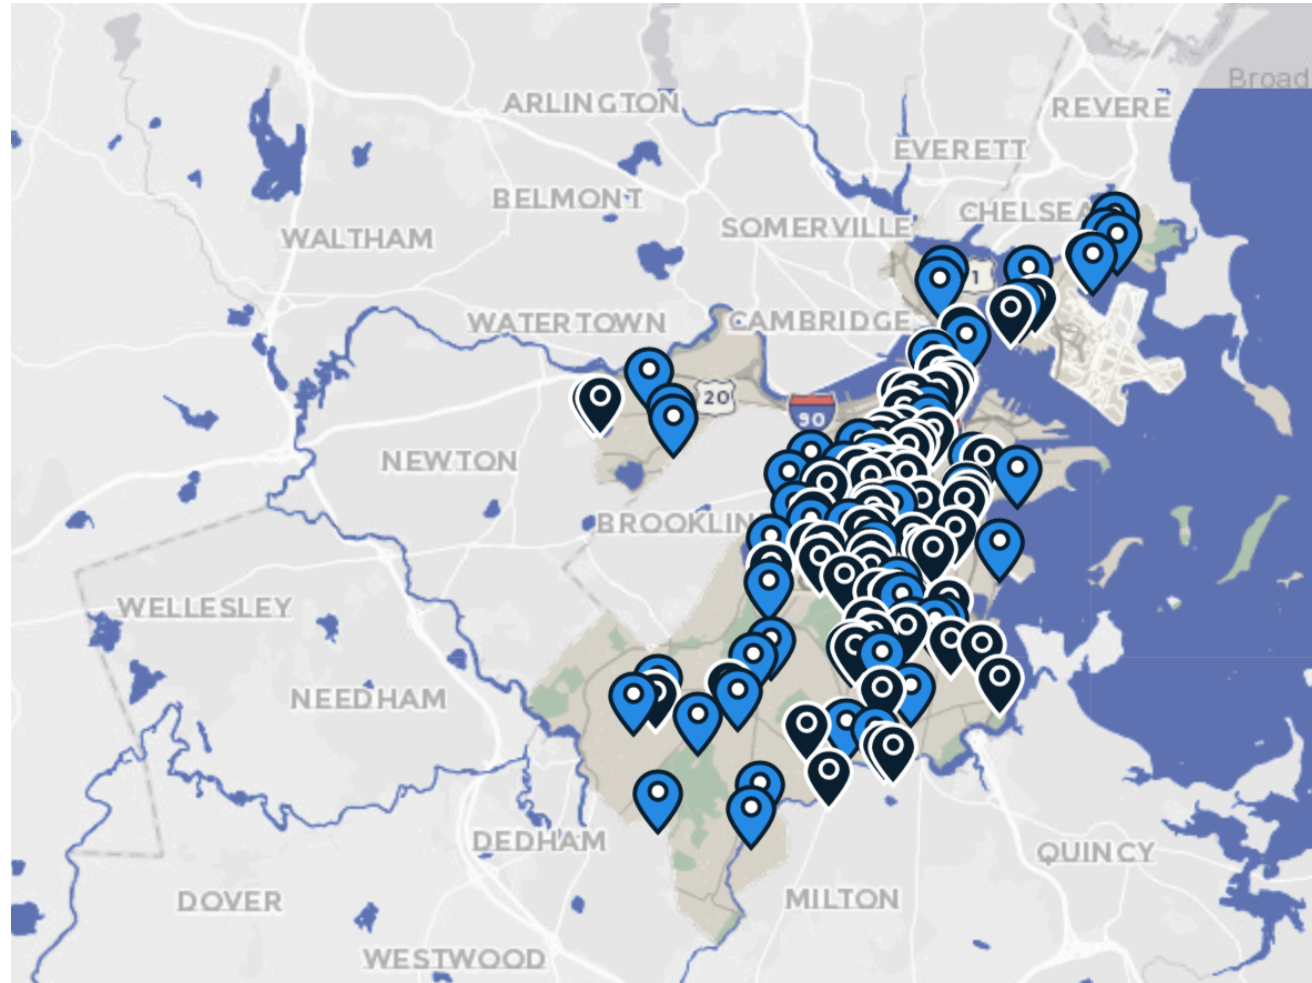 Broad
ARLINGTON
REVERE
EVERETT
BELMONT
CHELSEA
SOMERVILLE
WALTHAM
1
WATERTOWN
CAMBRIDGE
20
90
NEWTON
BROOKLIN
WELLESLEY
NEEDHAM
DEDHAM
QUINCY
DOVER
MILTON
WESTWOOD